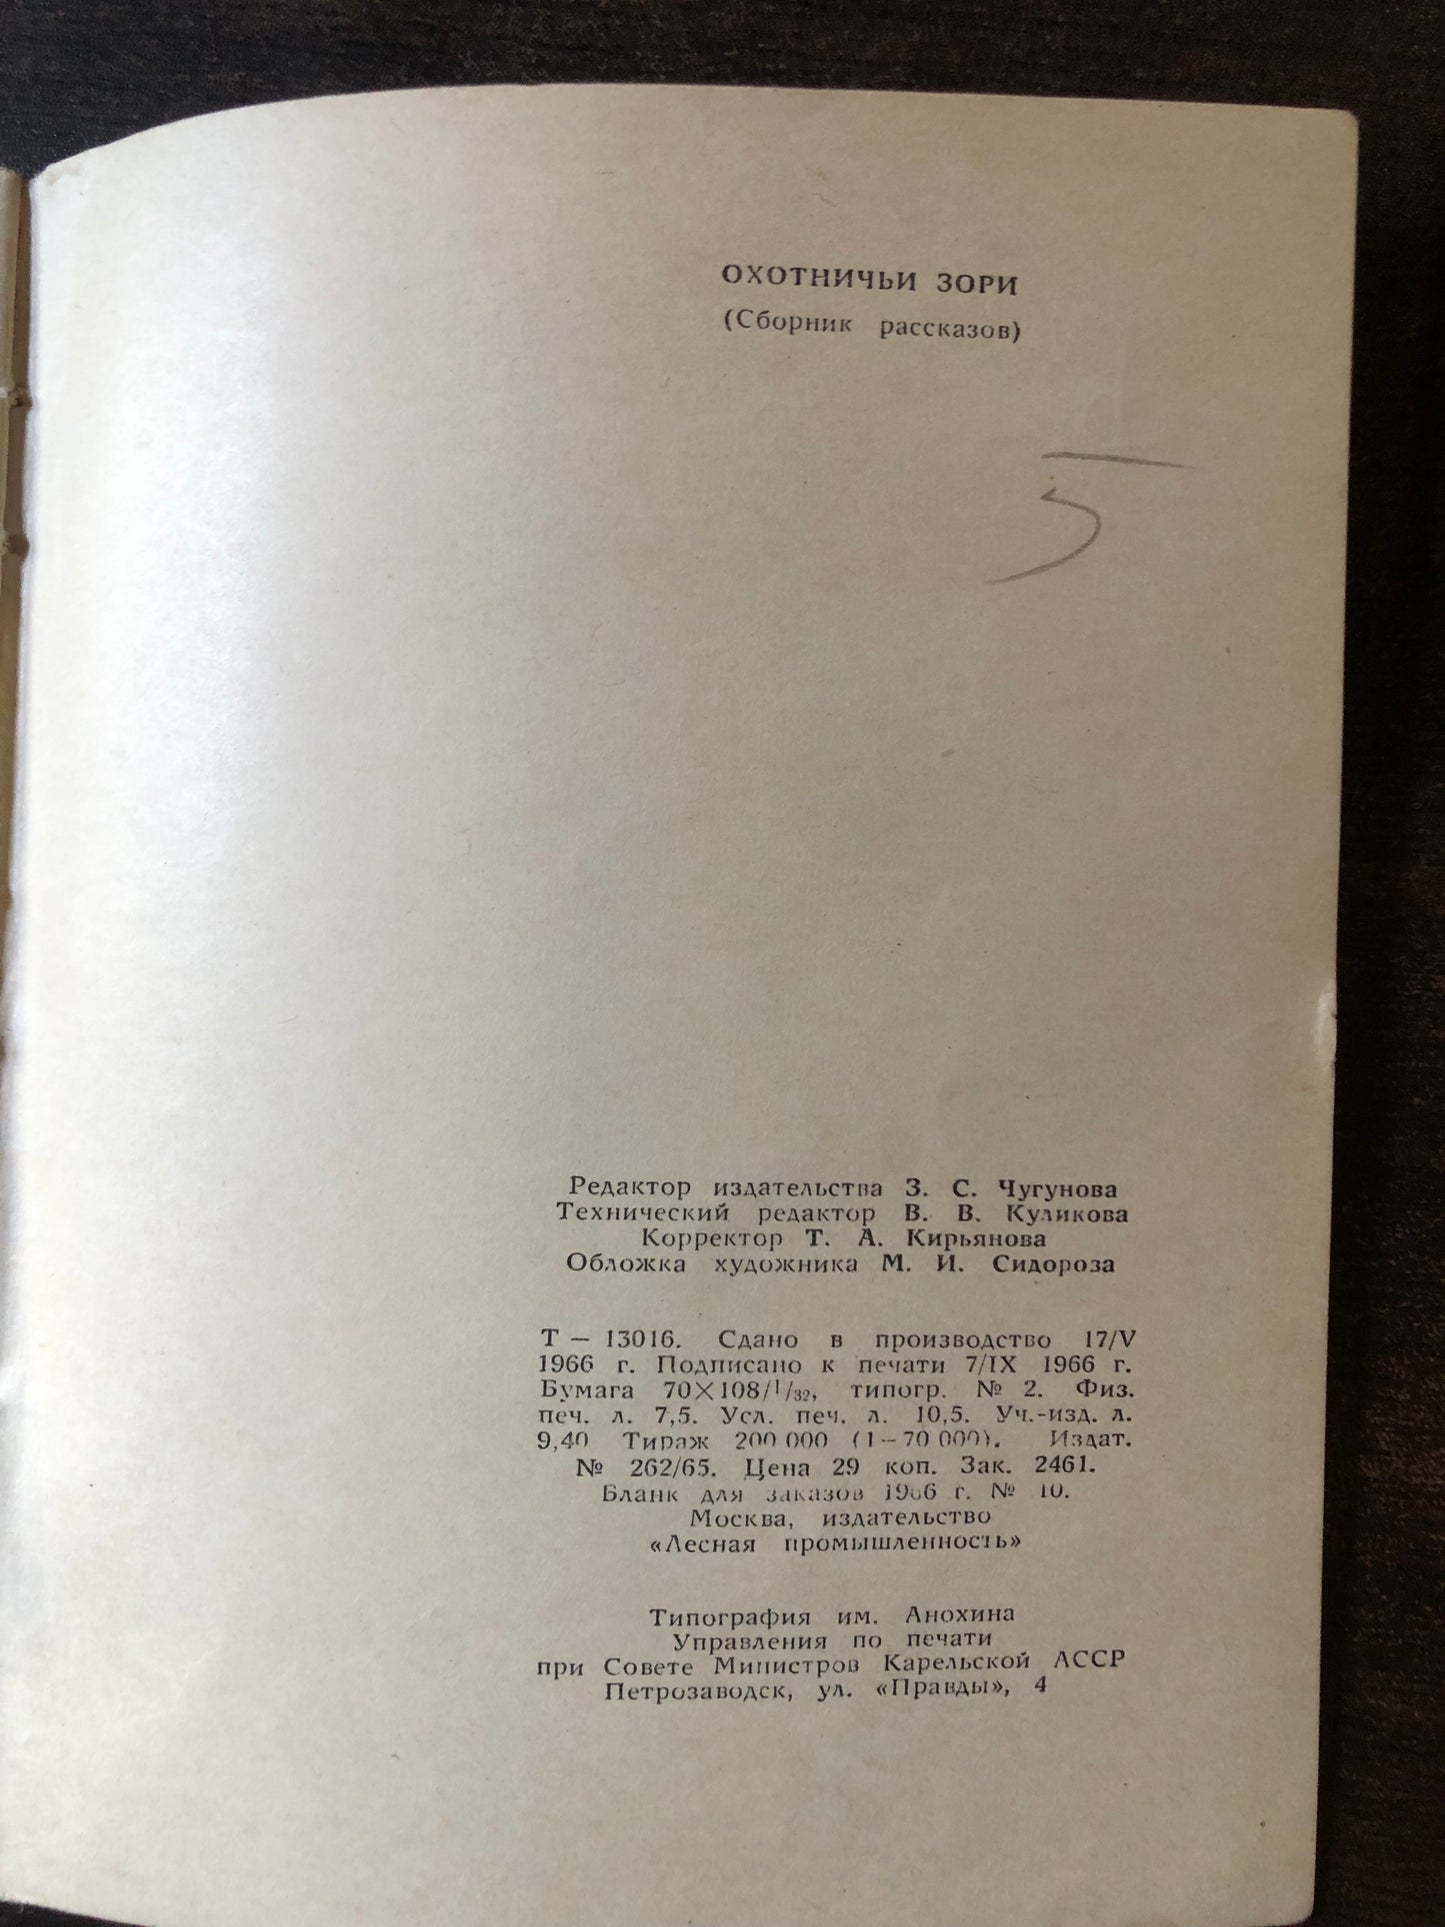 ОХОТНИЧЬИ ЗОРИ
(Сборник рассказов)
5
Редактор издательства З. С. Чугунова
Технический редактор В. В. Куликова
Корректор Т. А. Кирьянова
Обложка художника М. И. Сидороза
Т — 13016. Сдано в производство 17/V
1966 г. Подписано к печати 7/IX 1966 г.
Бумага 70×108/1/32, типогр. № 2. Физ.
печ. л. 7,5. Усл. печ. л. 10,5. Уч.-изд. л.
9,40 Тираж 200 000 (1—70 000). Издат.
№ 262/65. Цена 29 коп. Зак. 2461.
Бланк для заказов 1966 г. № 10.
Москва, издательство
«Лесная промышленность»
Типография им. Анохина
Управления по печати
при Совете Министров Карельской АССР
Петрозаводск, ул. «Правды», 4